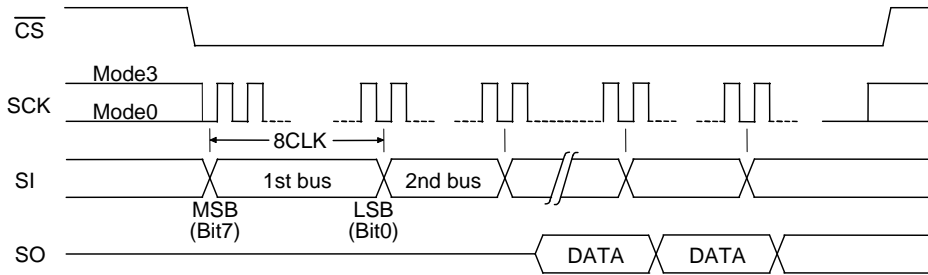 CS
Mode3
SCK
Mode0
8CLK
SI
1st bus
2nd bus
MSB
(Bit7)
LSB
(Bit0)
SO
DATA
DATA